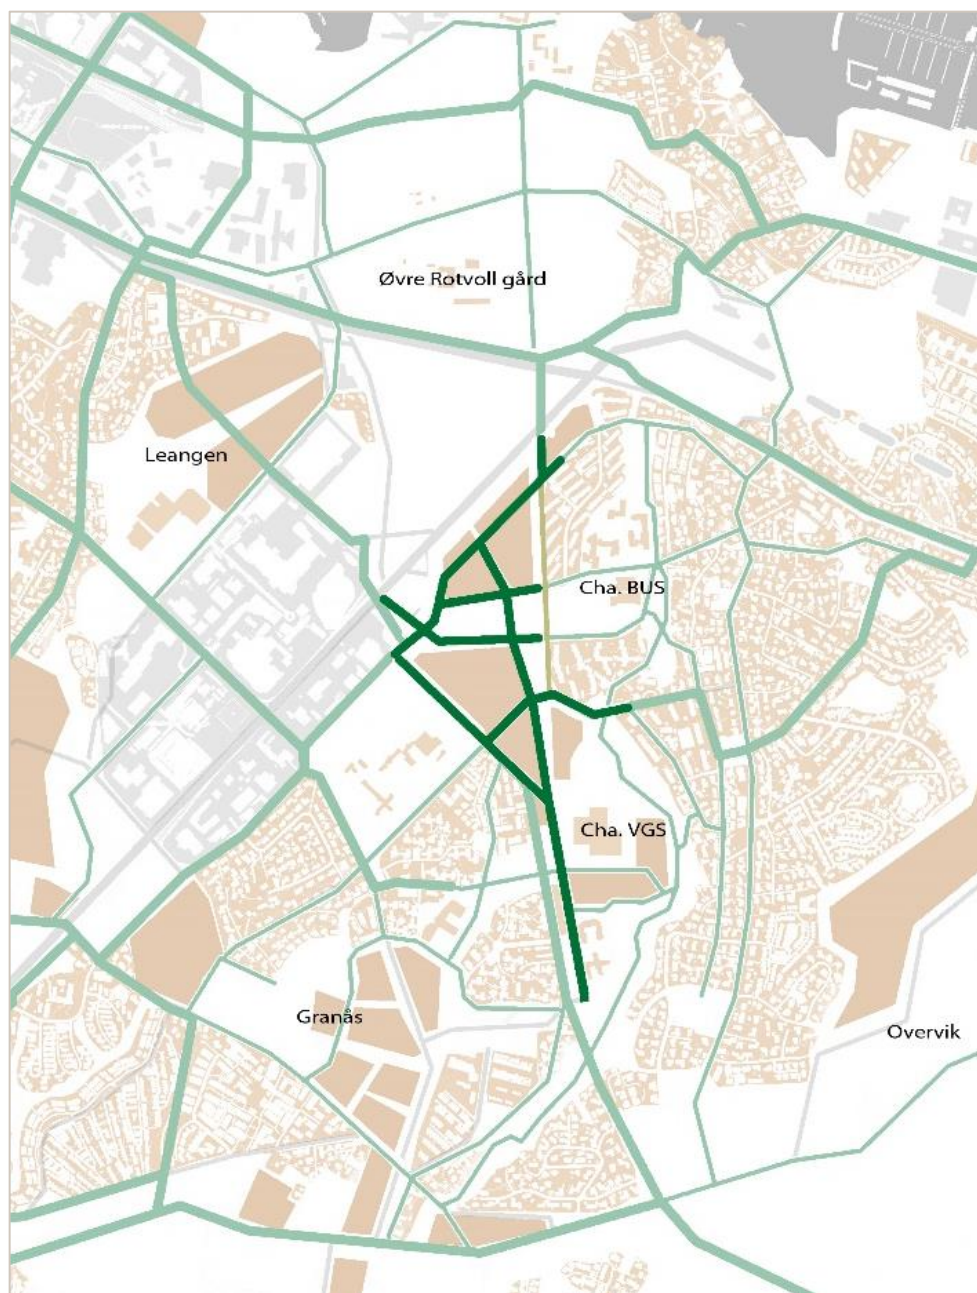 Øvre Rotvoll gård
Leangen
Cha. BUS
Cha. VGS
Granås
Overvik